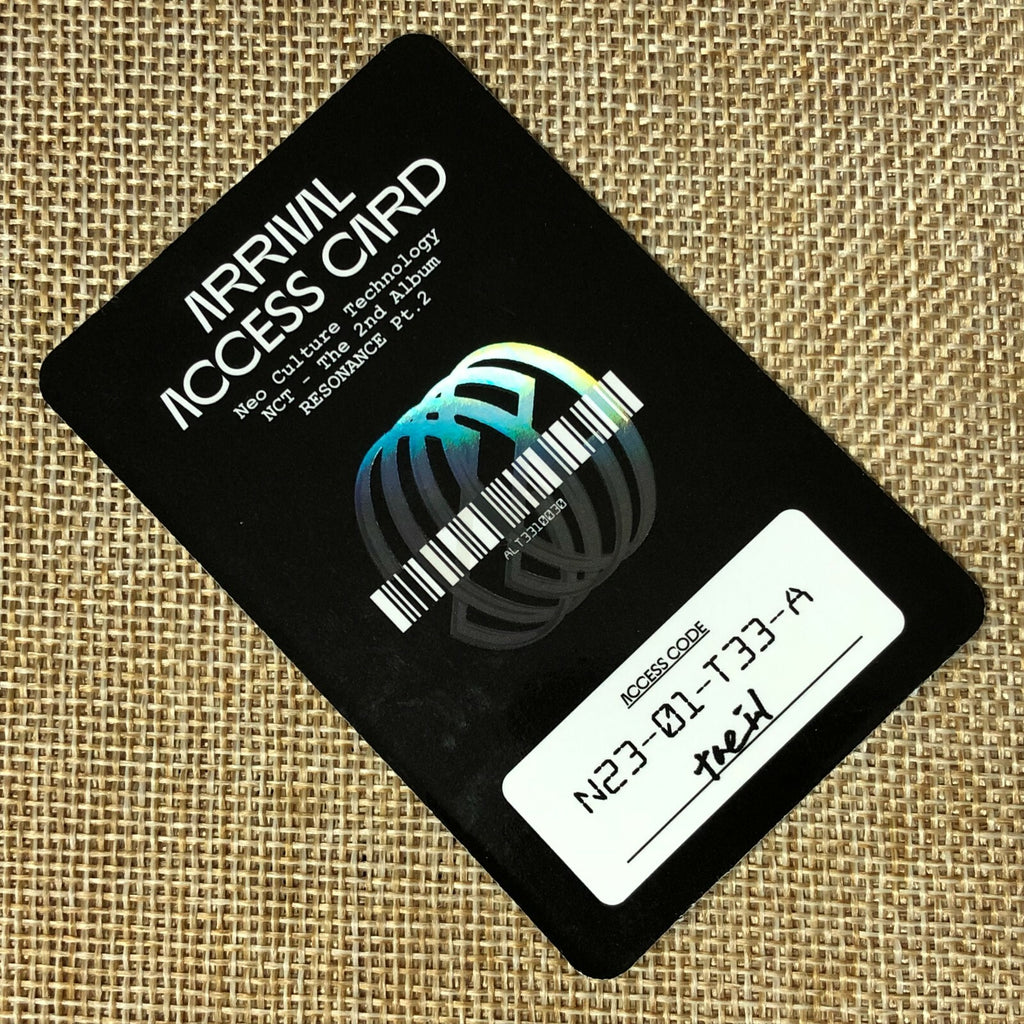 ARRIVAL
ACCESS CARD
Neo Culture Technology
NCT - The 2nd Album
RESONANCE Pt.2
ALT3310030
ACCESS CODE
N23-01-T33-A
taeil